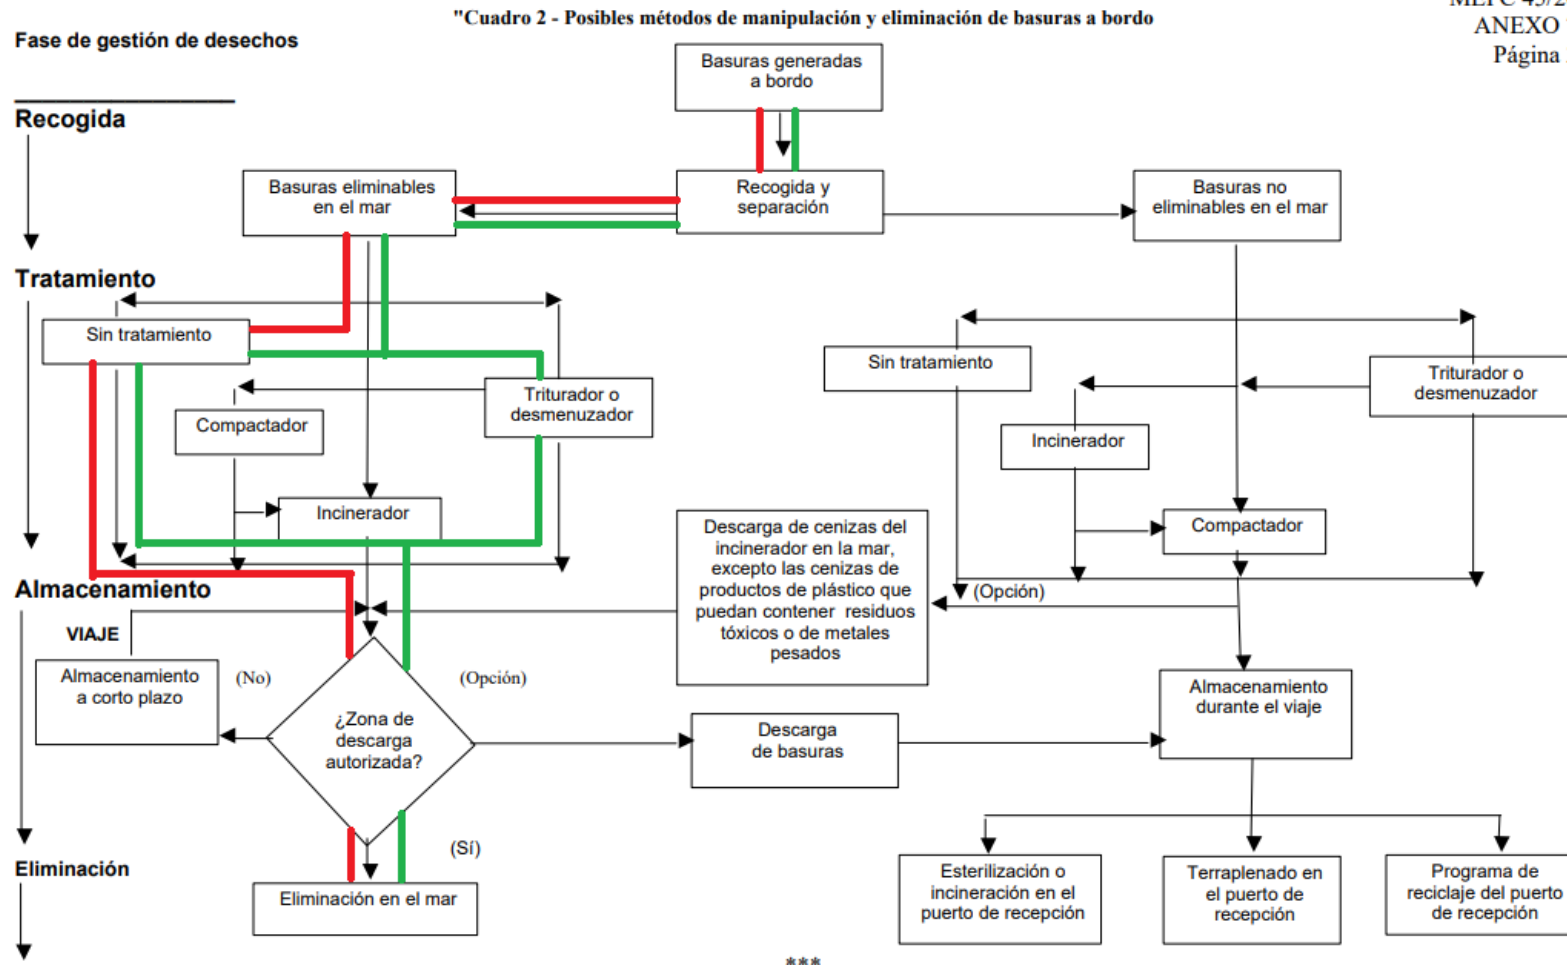 MEPC 45/2
ANEXO
Página
"Cuadro 2 - Posibles métodos de manipulación y eliminación de basuras a bordo
Fase de gestión de desechos
Basuras generadas
a bordo
Recogida
Basuras eliminables
en el mar
Recogida y
separación
Basuras no
eliminables en el mar
Tratamiento
Sin tratamiento
Triturador o
desmenuzador
Compactador
Incinerador
Sin tratamiento
Triturador o
desmenuzador
Incinerador
Compactador
Descarga de cenizas del
incinerador en la mar,
excepto las cenizas de
productos de plástico que
puedan contener residuos
tóxicos o de metales
pesados
(Opción)
Almacenamiento
VIAJE
Almacenamiento
a corto plazo
(No)
(Opción)
¿Zona de
descarga
autorizada?
Descarga
de basuras
Almacenamiento
durante el viaje
(Sí)
Eliminación
Eliminación en el mar
Esterilización o
incineración en el
puerto de recepción
Terraplenado en
el puerto de
recepción
Programa de
reciclaje del puerto
de recepción
***